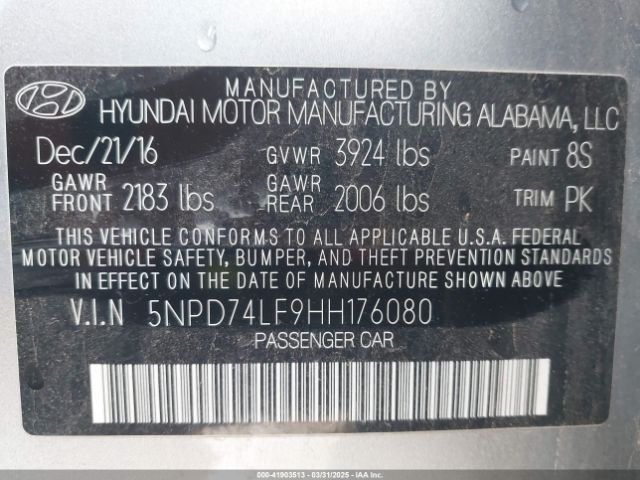 MANUFACTURED BY
HYUNDAI MOTOR MANUFACTURING ALABAMA, LLC
Dec/21/16 GVWR 3924 lbs PAINT 8S
GAWR FRONT 2183 lbs GAWR REAR 2006 lbs TRIM PK
THIS VEHICLE CONFORMS TO ALL APPLICABLE U.S.A. FEDERAL
MOTOR VEHICLE SAFETY, BUMPER, AND THEFT PREVENTION STANDARDS
IN EFFECT ON THE DATE OF MANUFACTURE SHOWN ABOVE
V.I.N 5NPD74LF9HH176080
PASSENGER CAR
000-41903513 - 03/31/2025 - IAAI.COM